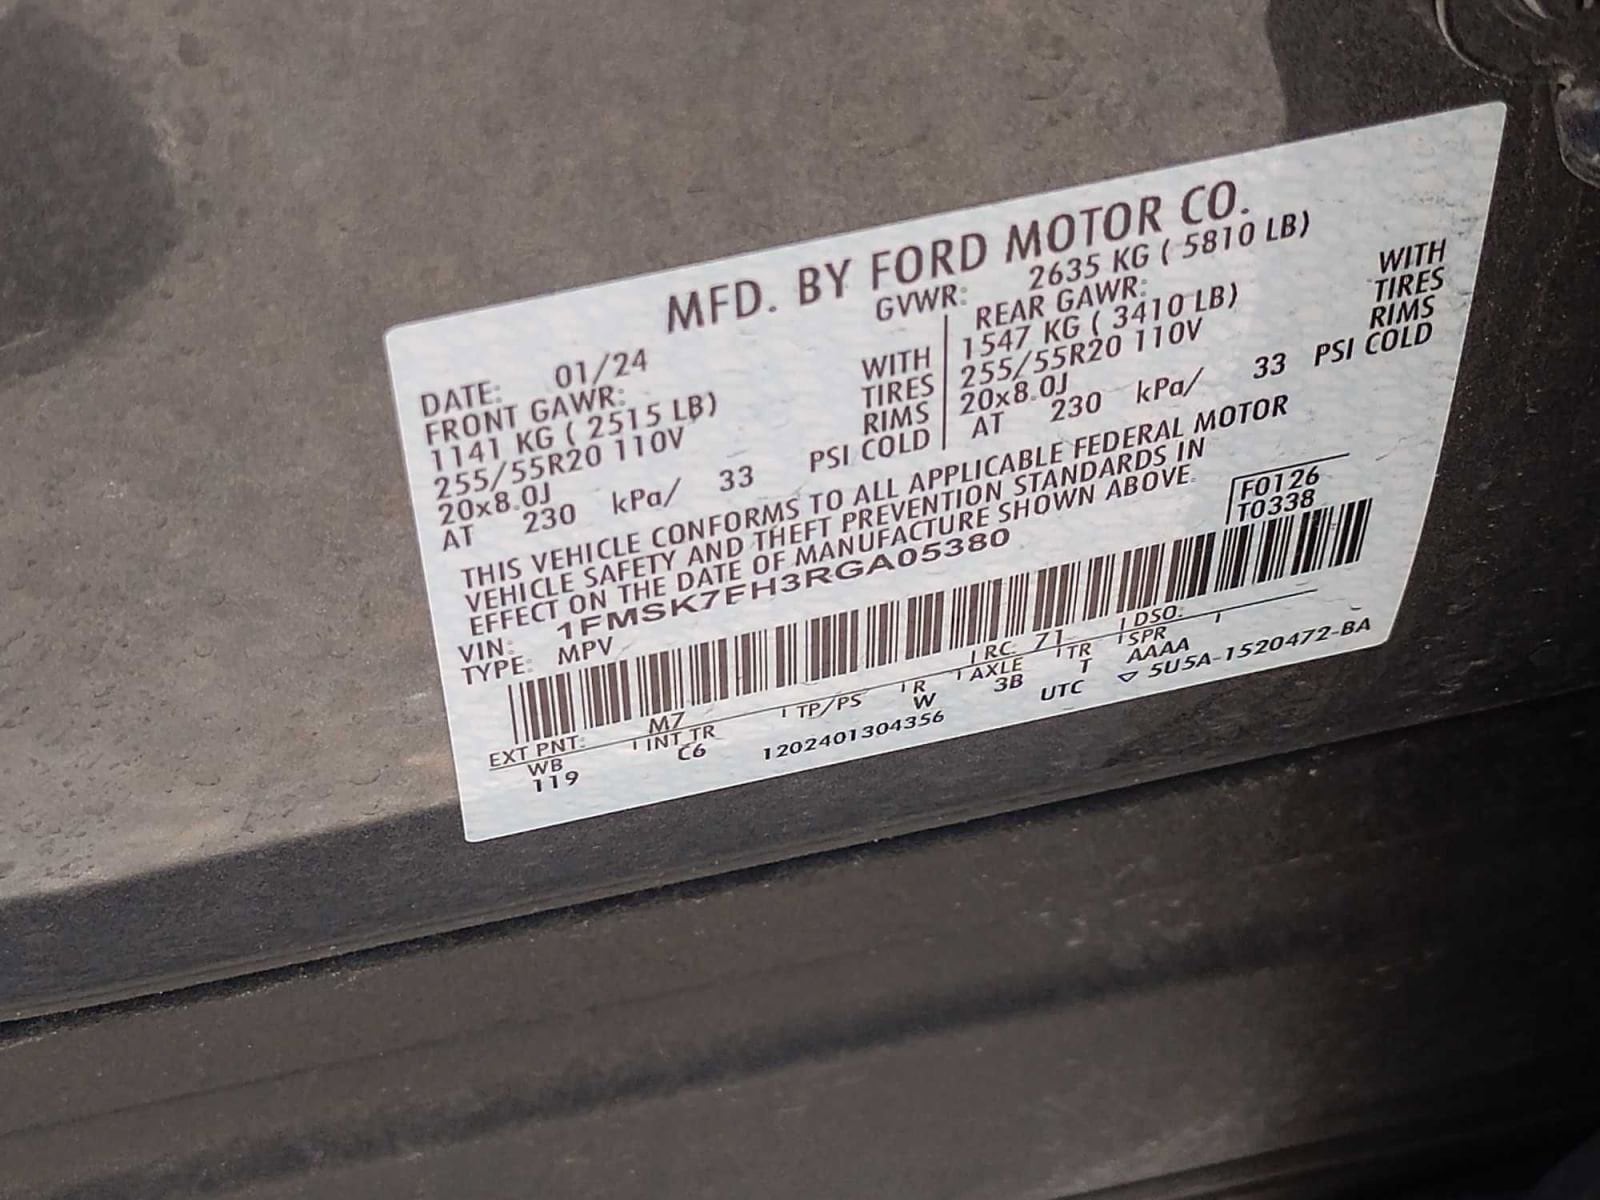 MFD. BY FORD MOTOR CO.
DATE: 01/24 GVWR: 2635 KG ( 5810 LB)
FRONT GAWR: REAR GAWR:
1141 KG ( 2515 LB) WITH 1547 KG ( 3410 LB) WITH
255/55R20 110V TIRES 255/55R20 110V TIRES
20x8.0J RIMS 20x8.0J RIMS
AT 230 kPa/ 33 PSI COLD AT 230 kPa/ 33 PSI COLD
THIS VEHICLE CONFORMS TO ALL APPLICABLE FEDERAL MOTOR
VEHICLE SAFETY AND THEFT PREVENTION STANDARDS IN
EFFECT ON THE DATE OF MANUFACTURE SHOWN ABOVE.
F0126
T0338
VIN: 1FMSK7FH3RGA05380
TYPE: MPV
EXT PNT: M7 RC: 71 DSO:
WB INT TR TP/PS R AXLE TR SPR
119 C6 W 3B T AAAA
1202401304356 UTC ▽ 5U5A-1520472-BA